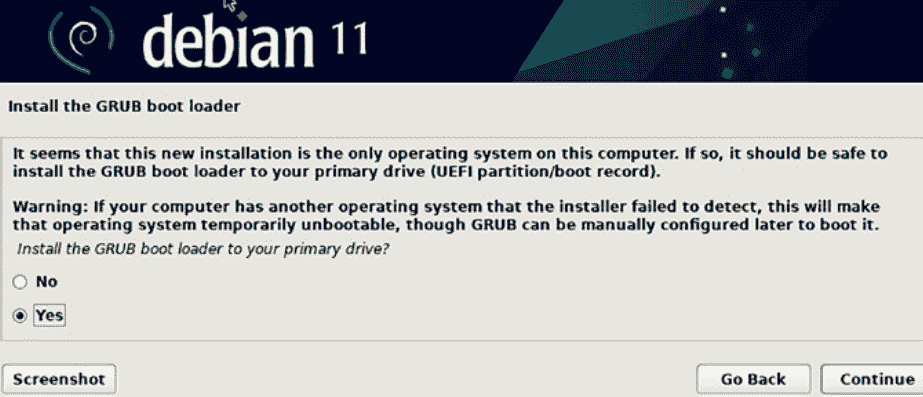 debian 11
Install the GRUB boot loader
It seems that this new installation is the only operating system on this computer. If so, it should be safe to
install the GRUB boot loader to your primary drive (UEFI partition/boot record).
Warning: If your computer has another operating system that the installer failed to detect, this will make
that operating system temporarily unbootable, though GRUB can be manually configured later to boot it.
Install the GRUB boot loader to your primary drive?
No
Yes
Screenshot Go Back Continue